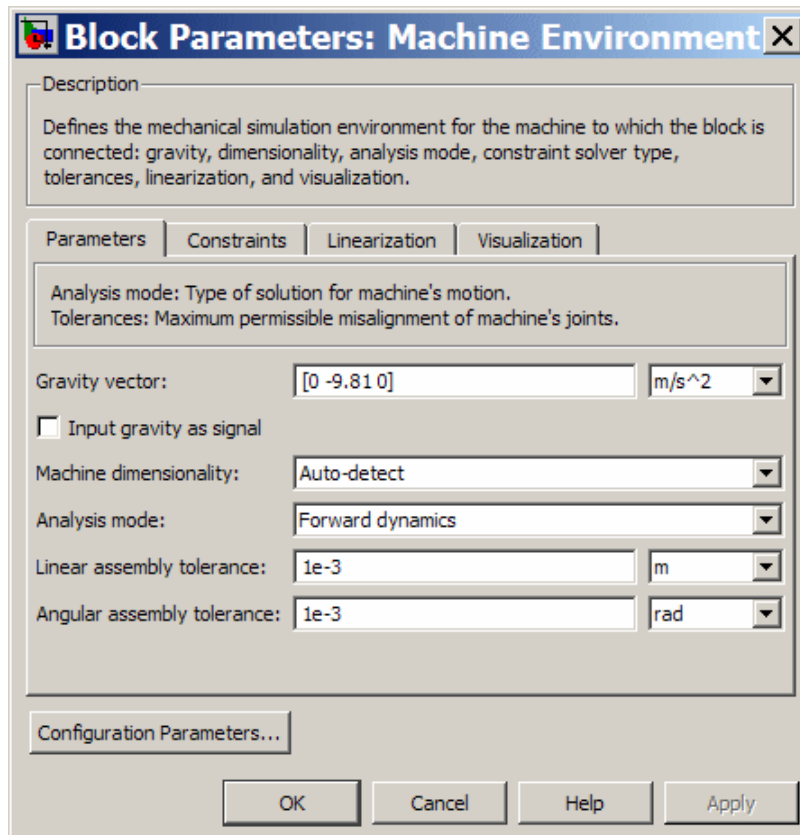 Block Parameters: Machine Environment
Description
Defines the mechanical simulation environment for the machine to which the block is
connected: gravity, dimensionality, analysis mode, constraint solver type,
tolerances, linearization, and visualization.
Parameters Constraints Linearization Visualization
Analysis mode: Type of solution for machine's motion.
Tolerances: Maximum permissible misalignment of machine's joints.
Gravity vector: [0 -9.81 0] m/s^2
Input gravity as signal
Machine dimensionality: Auto-detect
Analysis mode: Forward dynamics
Linear assembly tolerance: 1e-3 m
Angular assembly tolerance: 1e-3 rad
Configuration Parameters...
OK Cancel Help Apply